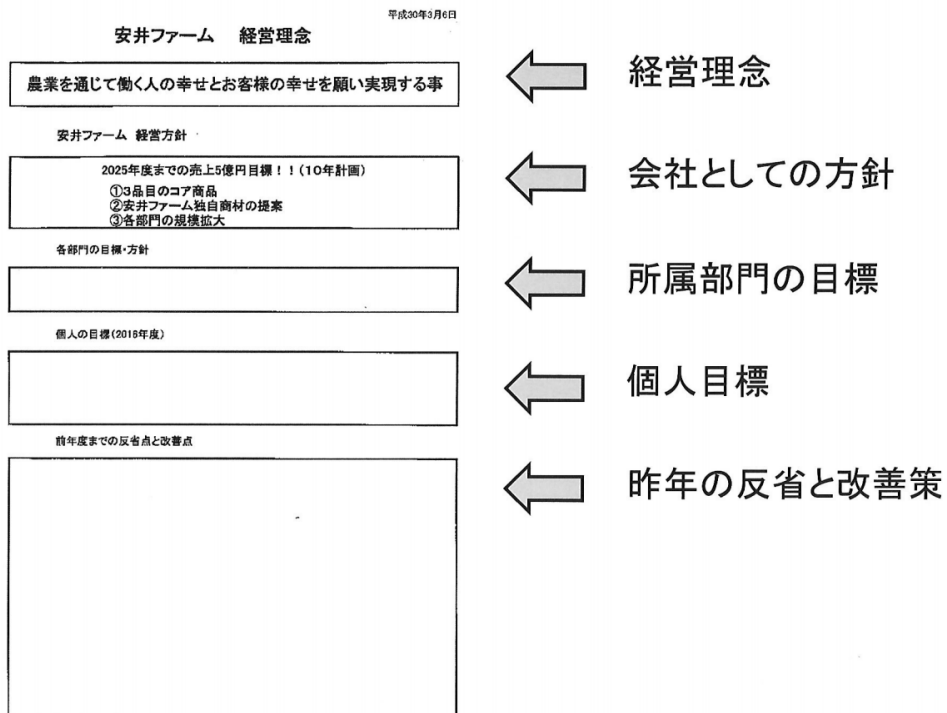 平成30年3月6日
安井ファーム 経営理念
農業を通じて働く人の幸せとお客様の幸せを願い実現する事
安井ファーム 経営方針
2025年度までの売上5億円目標！！(10年計画)
①3品目のコア商品
②安井ファーム独自商材の提案
③各部門の規模拡大
各部門の目標・方針
個人の目標(2016年度)
前年度までの反省点と改善点
経営理念
会社としての方針
所属部門の目標
個人目標
昨年の反省と改善策